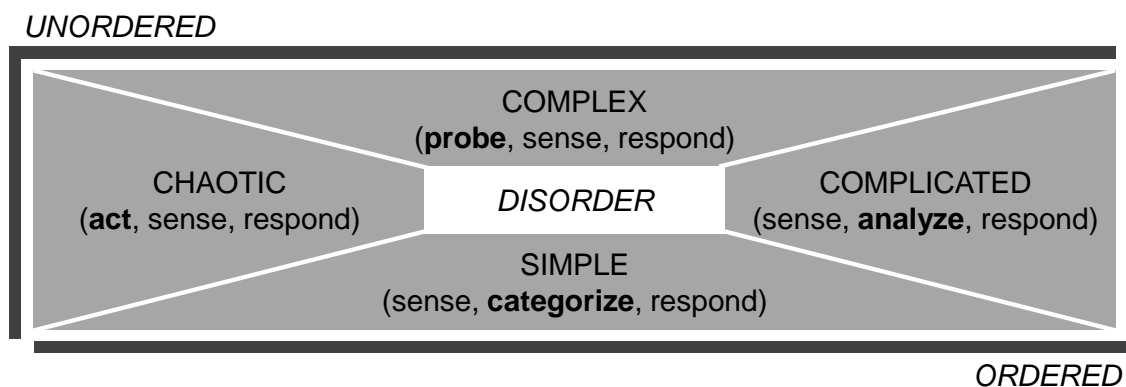 UNORDERED
COMPLEX
(probe, sense, respond)
CHAOTIC
(act, sense, respond)
DISORDER
COMPLICATED
(sense, analyze, respond)
SIMPLE
(sense, categorize, respond)
ORDERED